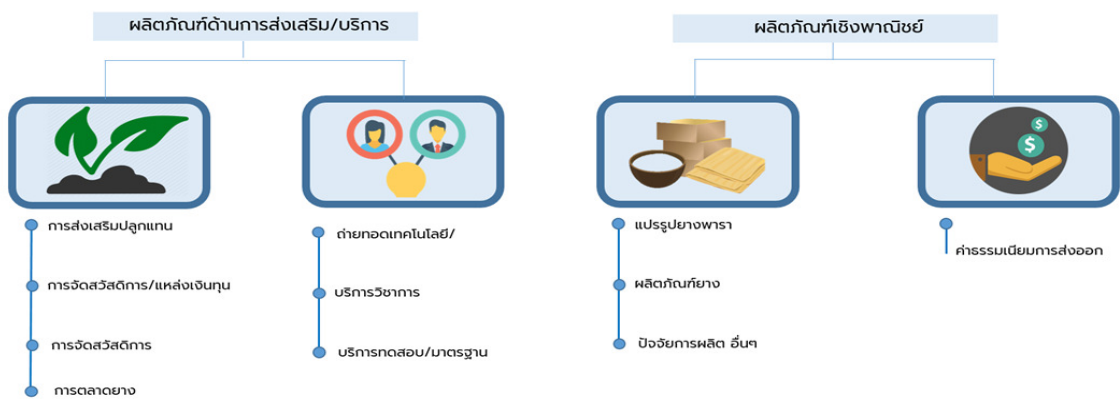 ผลิตภัณฑ์ด้านการส่งเสริม/บริการ
ผลิตภัณฑ์เชิงพาณิชย์
การส่งเสริมปลูกแทน
การจัดสวัสดิการ/แหล่งเงินทุน
การจัดสวัสดิการ
การตลาดยาง
ถ่ายทอดเทคโนโลยี/
บริการวิชาการ
บริการทดสอบ/มาตรฐาน
แปรรูปยางพารา
ผลิตภัณฑ์ยาง
ปัจจัยการผลิต อื่นๆ
ค่าธรรมเนียมการส่งออก
$
$